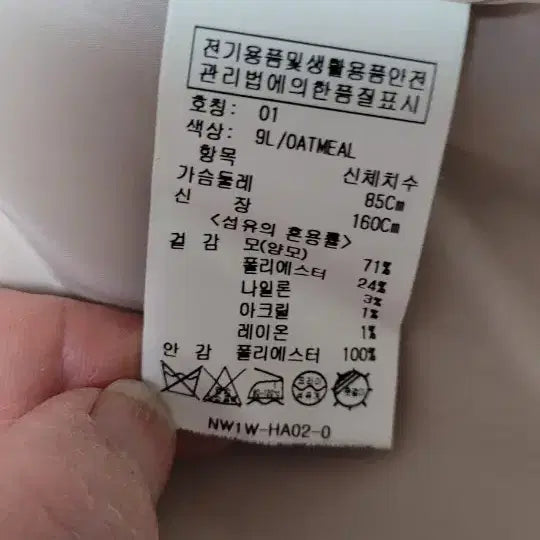 전기용품및생활용품안전
관리법에의한품질표시
호칭: 01
색상: 9L/OATMEAL
항목 신체치수
가슴둘레 85Cm
신 장 160Cm
<섬유의 혼용률>
겉 감 모(양모) 71%
폴리에스터 24%
나일론 3%
아크릴 1%
레이온 1%
안 감 폴리에스터 100%
NW1W-HA02-0